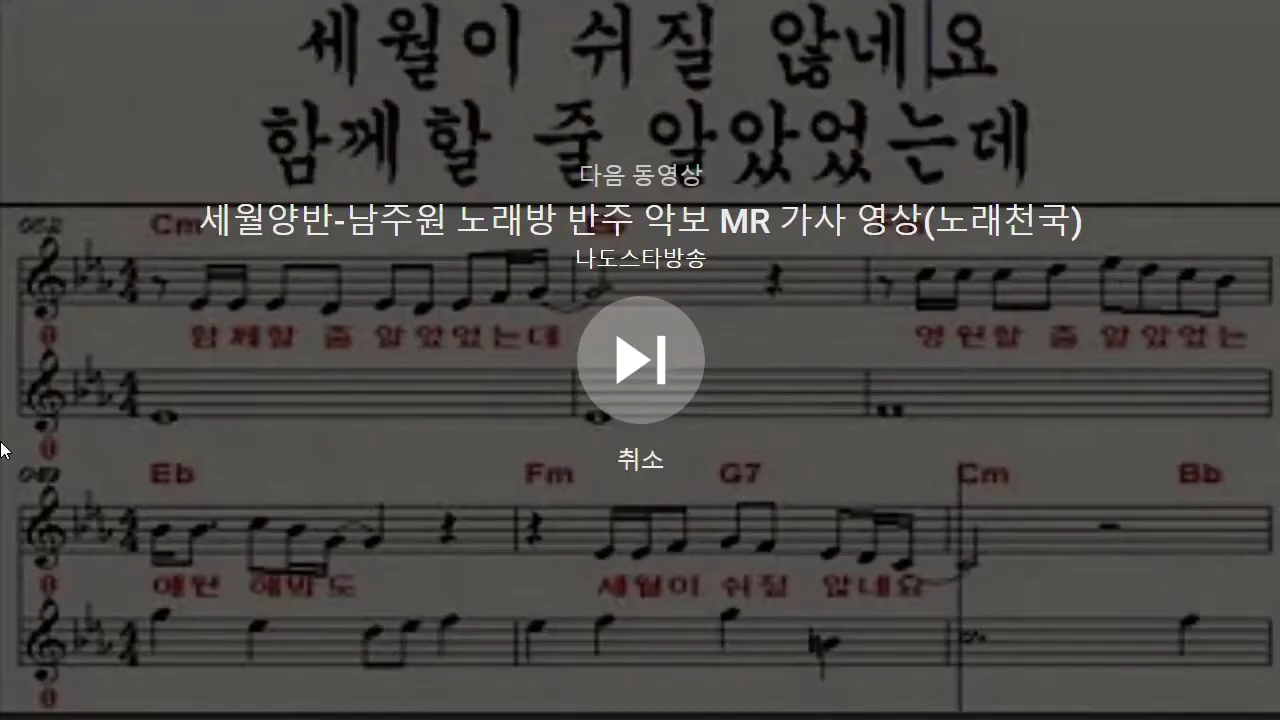 세월이 쉬질 않네요
함께할 줄 알았었는데
다음 동영상
세월양반-남주원 노래방 반주 악보 MR 가사 영상(노래천국)
나도스타방송
Cm
함께할 줄 알았었는데 영원할 줄 알았었는
취소
Eb Fm G7 Cm Bb
애원 해봐도 세월이 쉬질 않네요